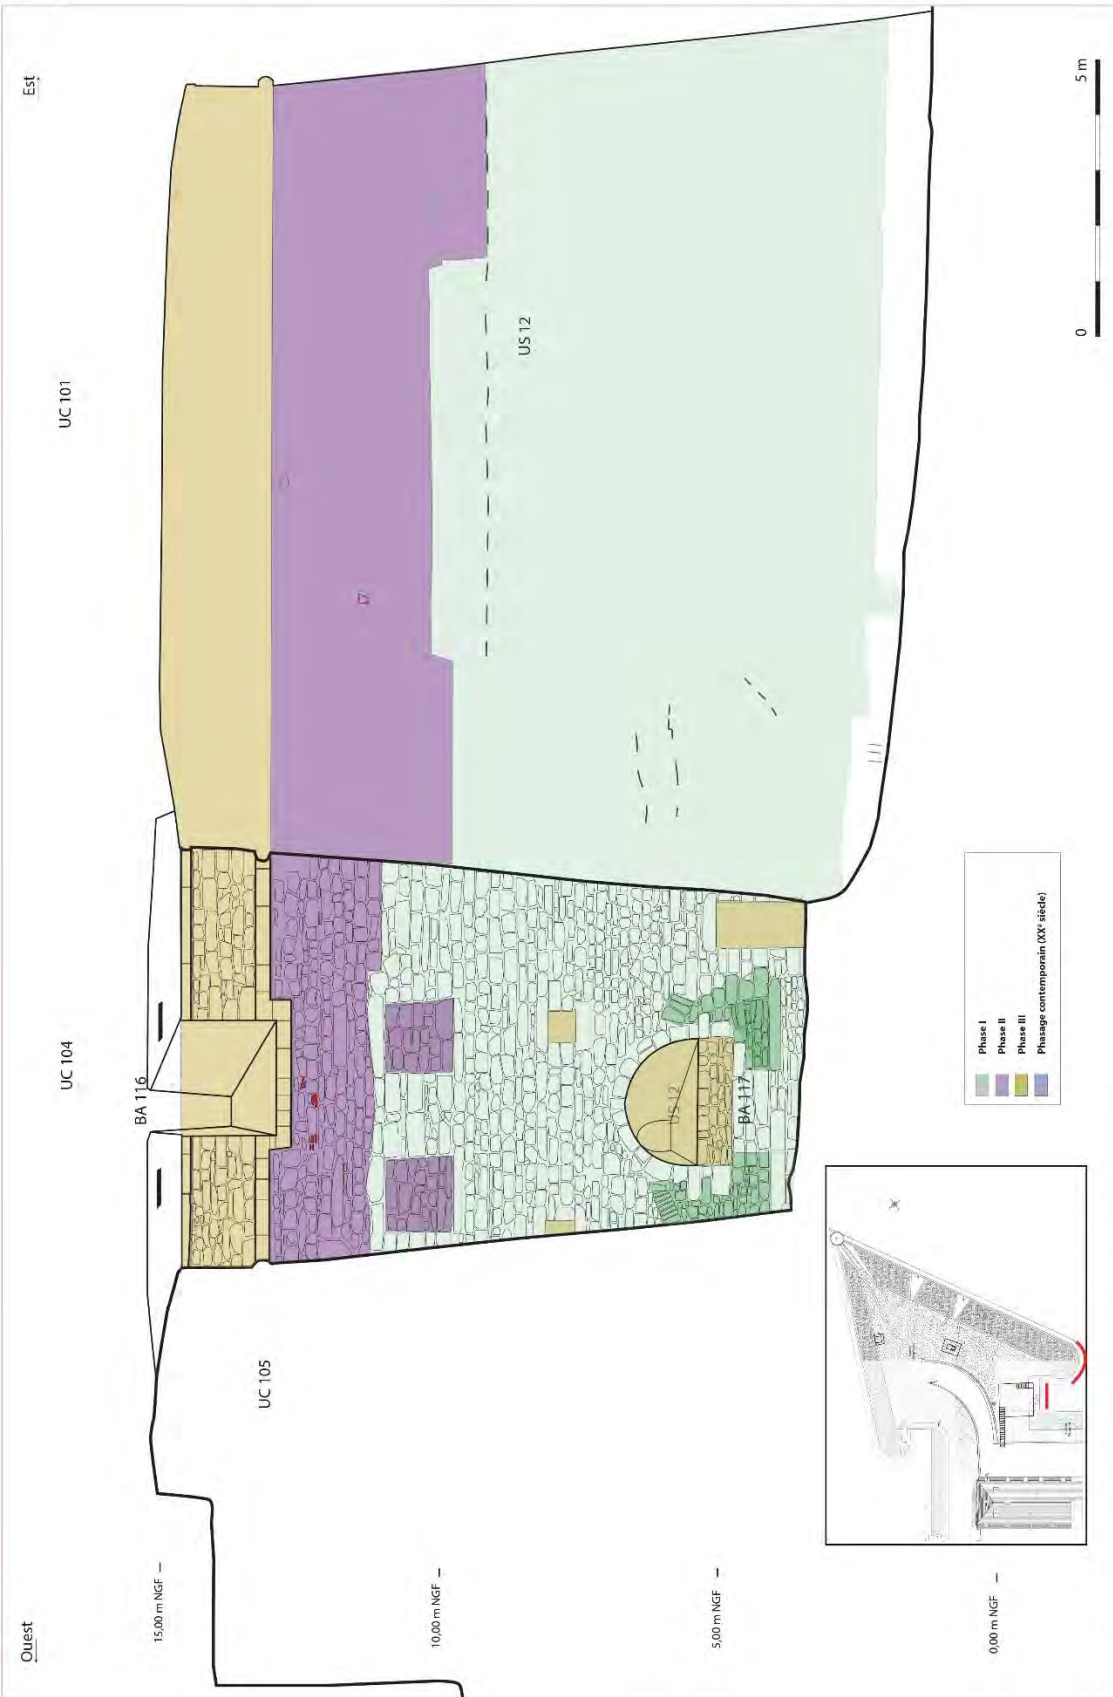 Ouest
Est
UC 105
UC 104
UC 101
BA 116
15,00 m NGF
10,00 m NGF
5,00 m NGF
0,00 m NGF
US 12
US 12
BA 117
Phase I
Phase II
Phase III
Phasage contemporain (XXe siècle)
0
5 m